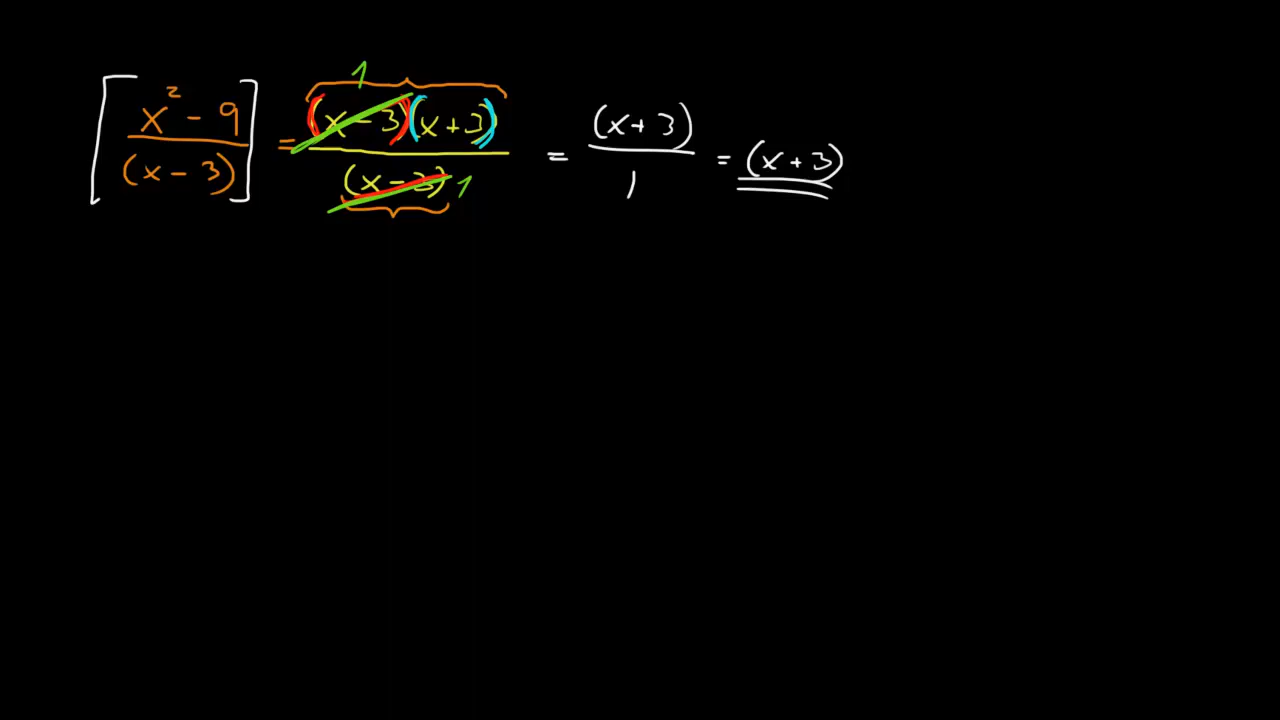 [(x² - 9)/(x - 3)] = (x - 3)(x + 3)/(x - 3) = (x + 3)/1 = (x + 3)
1
1